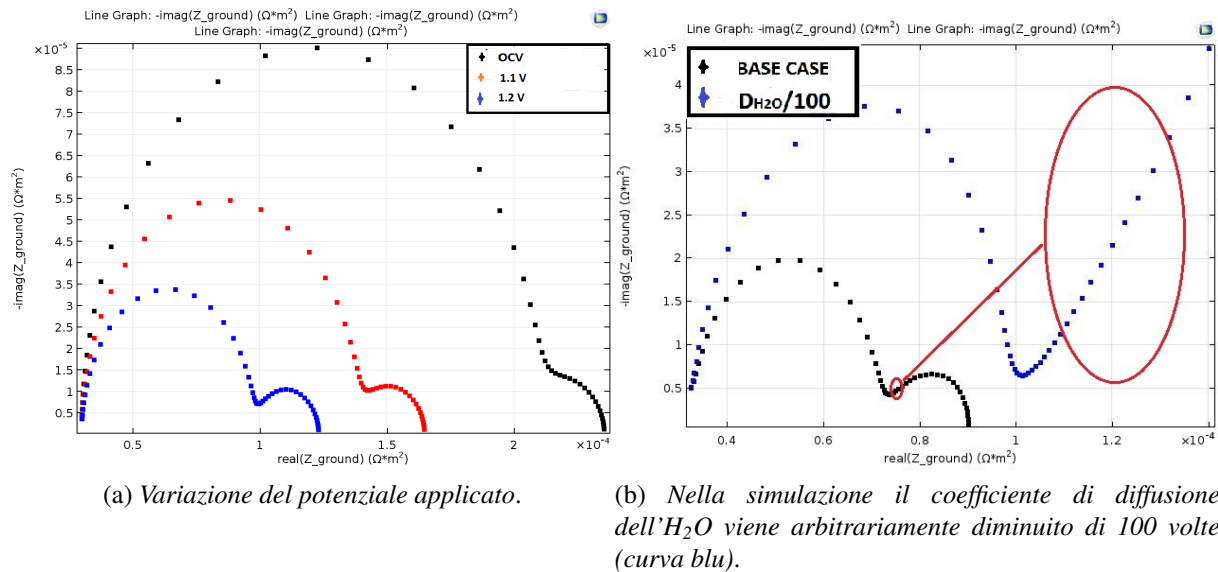 Line Graph: -imag(Z_ground) (Ω*m²) Line Graph: -imag(Z_ground) (Ω*m²)
Line Graph: -imag(Z_ground) (Ω*m²)
×10⁻⁵
9
8.5
8
7.5
7
6.5
6
5.5
5
4.5
4
3.5
3
2.5
2
1.5
1
0.5
-imag(Z_ground) (Ω*m²)
OCV
1.1 V
1.2 V
0.5 1 1.5 2 ×10⁻⁴
real(Z_ground) (Ω*m²)
(a) Variazione del potenziale applicato.
Line Graph: -imag(Z_ground) (Ω*m²) Line Graph: -imag(Z_ground) (Ω*m²)
×10⁻⁵
4
3.5
3
2.5
2
1.5
1
0.5
-imag(Z_ground) (Ω*m²)
BASE CASE
DH2O/100
0.4 0.6 0.8 1 1.2 ×10⁻⁴
real(Z_ground) (Ω*m²)
(b) Nella simulazione il coefficiente di diffusione
dell'H₂O viene arbitrariamente diminuito di 100 volte
(curva blu).